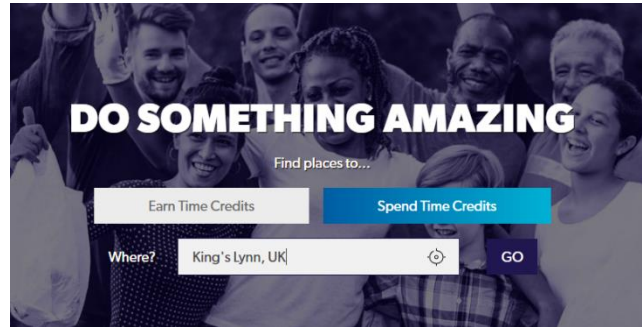 DO SOMETHING AMAZING
Find places to...
Earn Time Credits
Spend Time Credits
Where?
King's Lynn, UK
GO